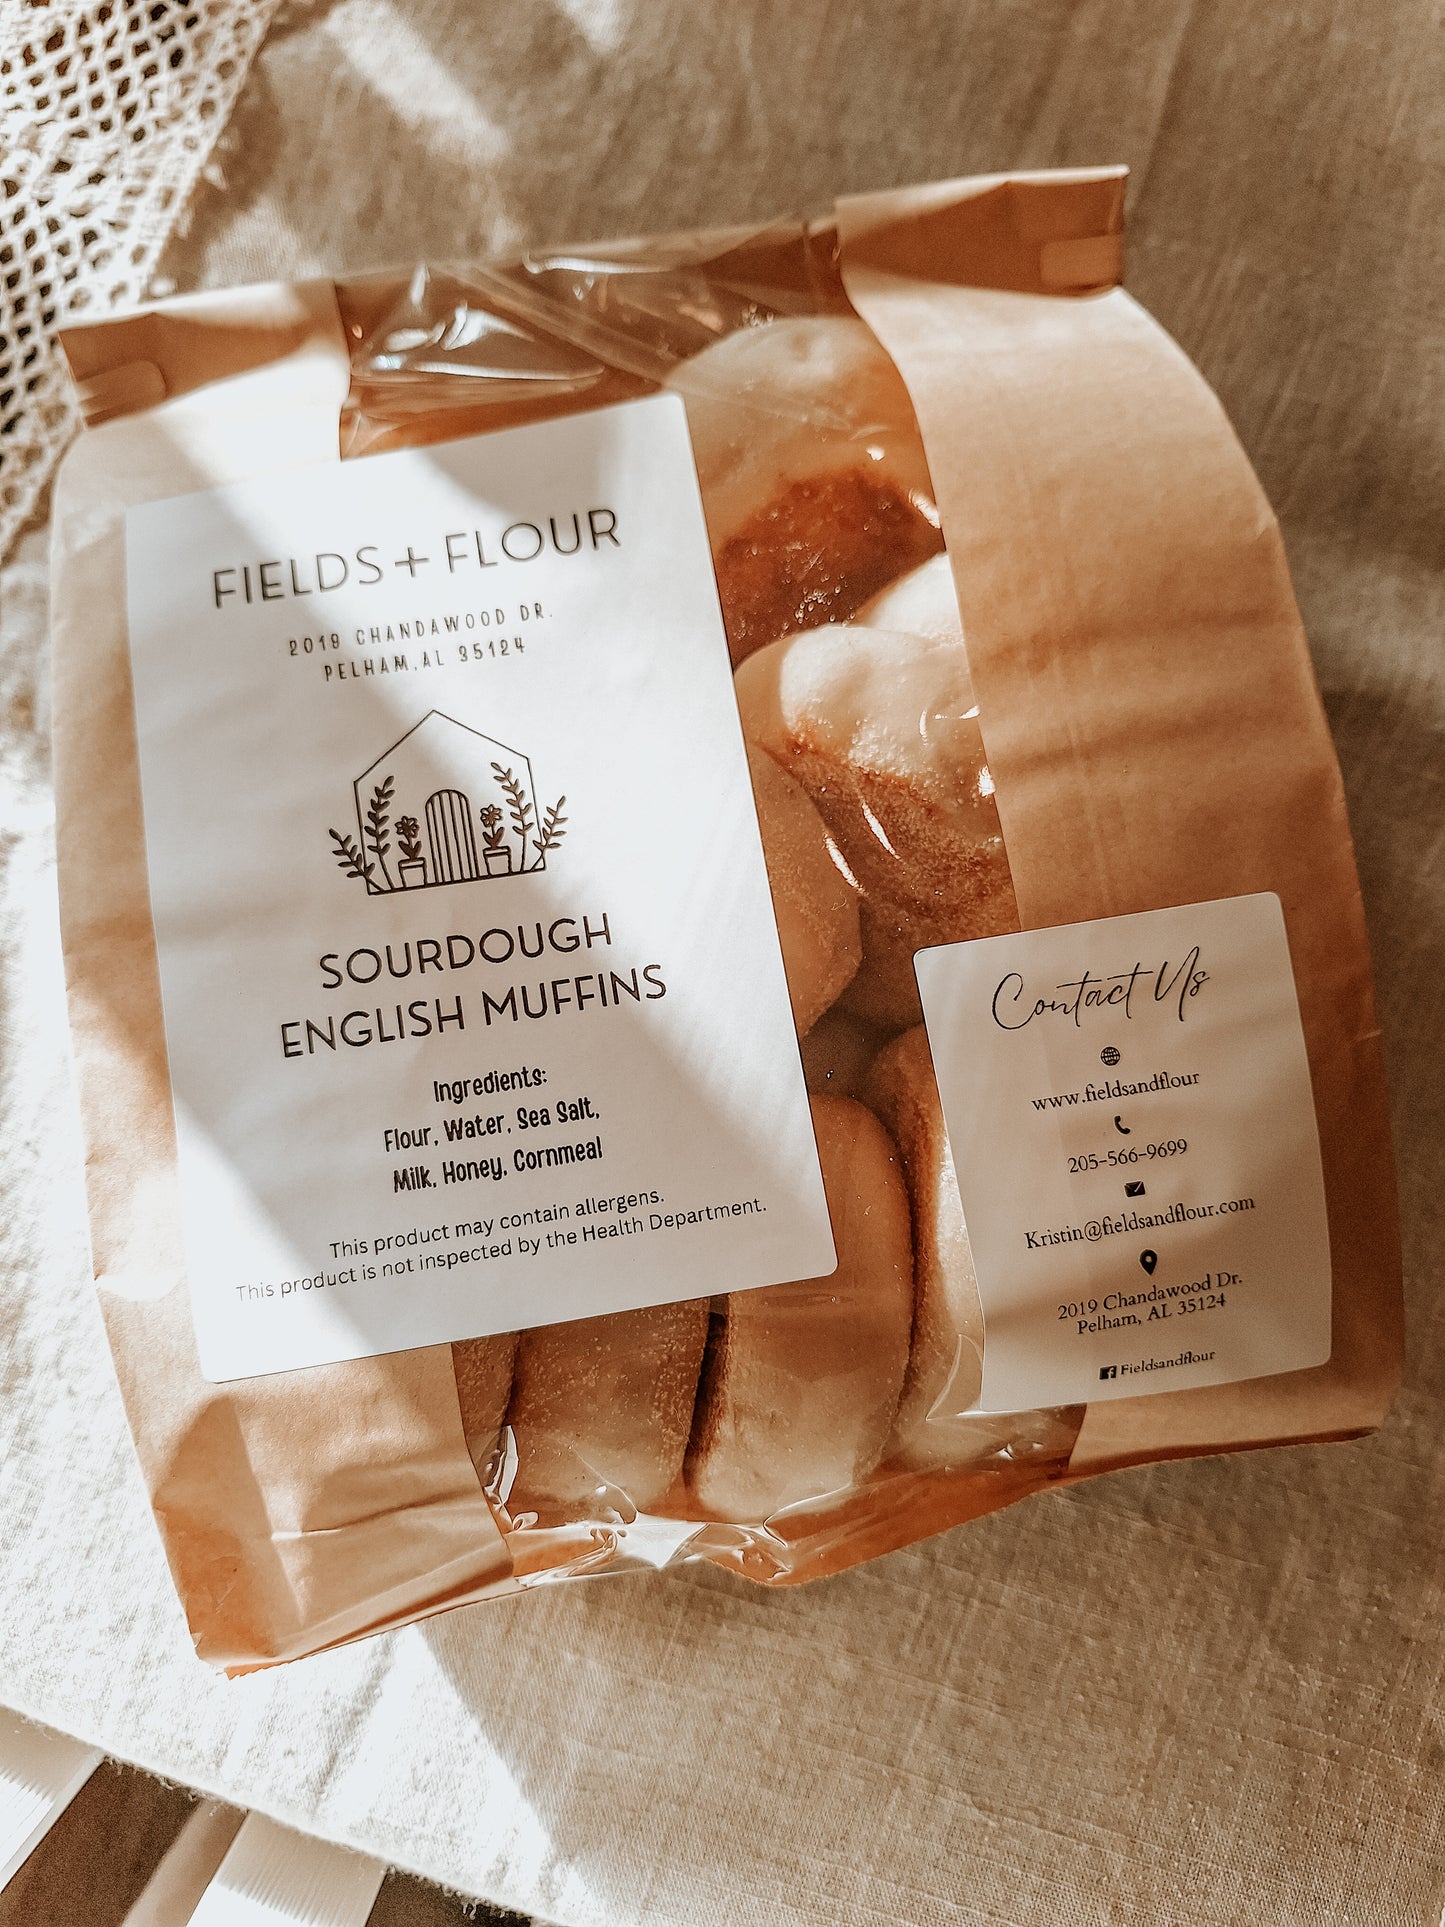 FIELDS + FLOUR
2019 CHANDAWOOD DR.
PELHAM, AL 35124
SOURDOUGH
ENGLISH MUFFINS
Ingredients:
Flour, Water, Sea Salt,
Milk, Honey, Cornmeal
This product may contain allergens.
This product is not inspected by the Health Department.
Contact Us
www.fieldsandflour
205-566-9699
Kristin@fieldsandflour.com
2019 Chandawood Dr.
Pelham, AL 35124
Fieldsandflour